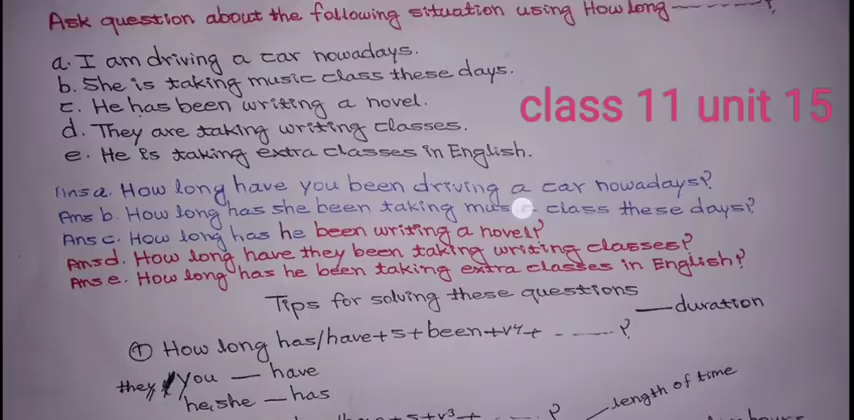 Ask question about the following situation using How long ------?
a. I am driving a car nowadays.
b. She is taking music class these days.
c. He has been writing a novel.
d. They are taking writing classes.
e. He is taking extra classes in English.
class 11 unit 15
Ans a. How long have you been driving a car nowadays?
Ans b. How long has she been taking mus class these days?
Ans c. How long has he been writing a novel?
Ans d. How long have they been taking writing classes?
Ans e. How long has he been taking extra classes in English?
Tips for solving these questions
— duration
① How long has/have+s+been+v4+ - ----- ?
they/you — have
he, she — has
— length of time
+s+v3+ ----- ?